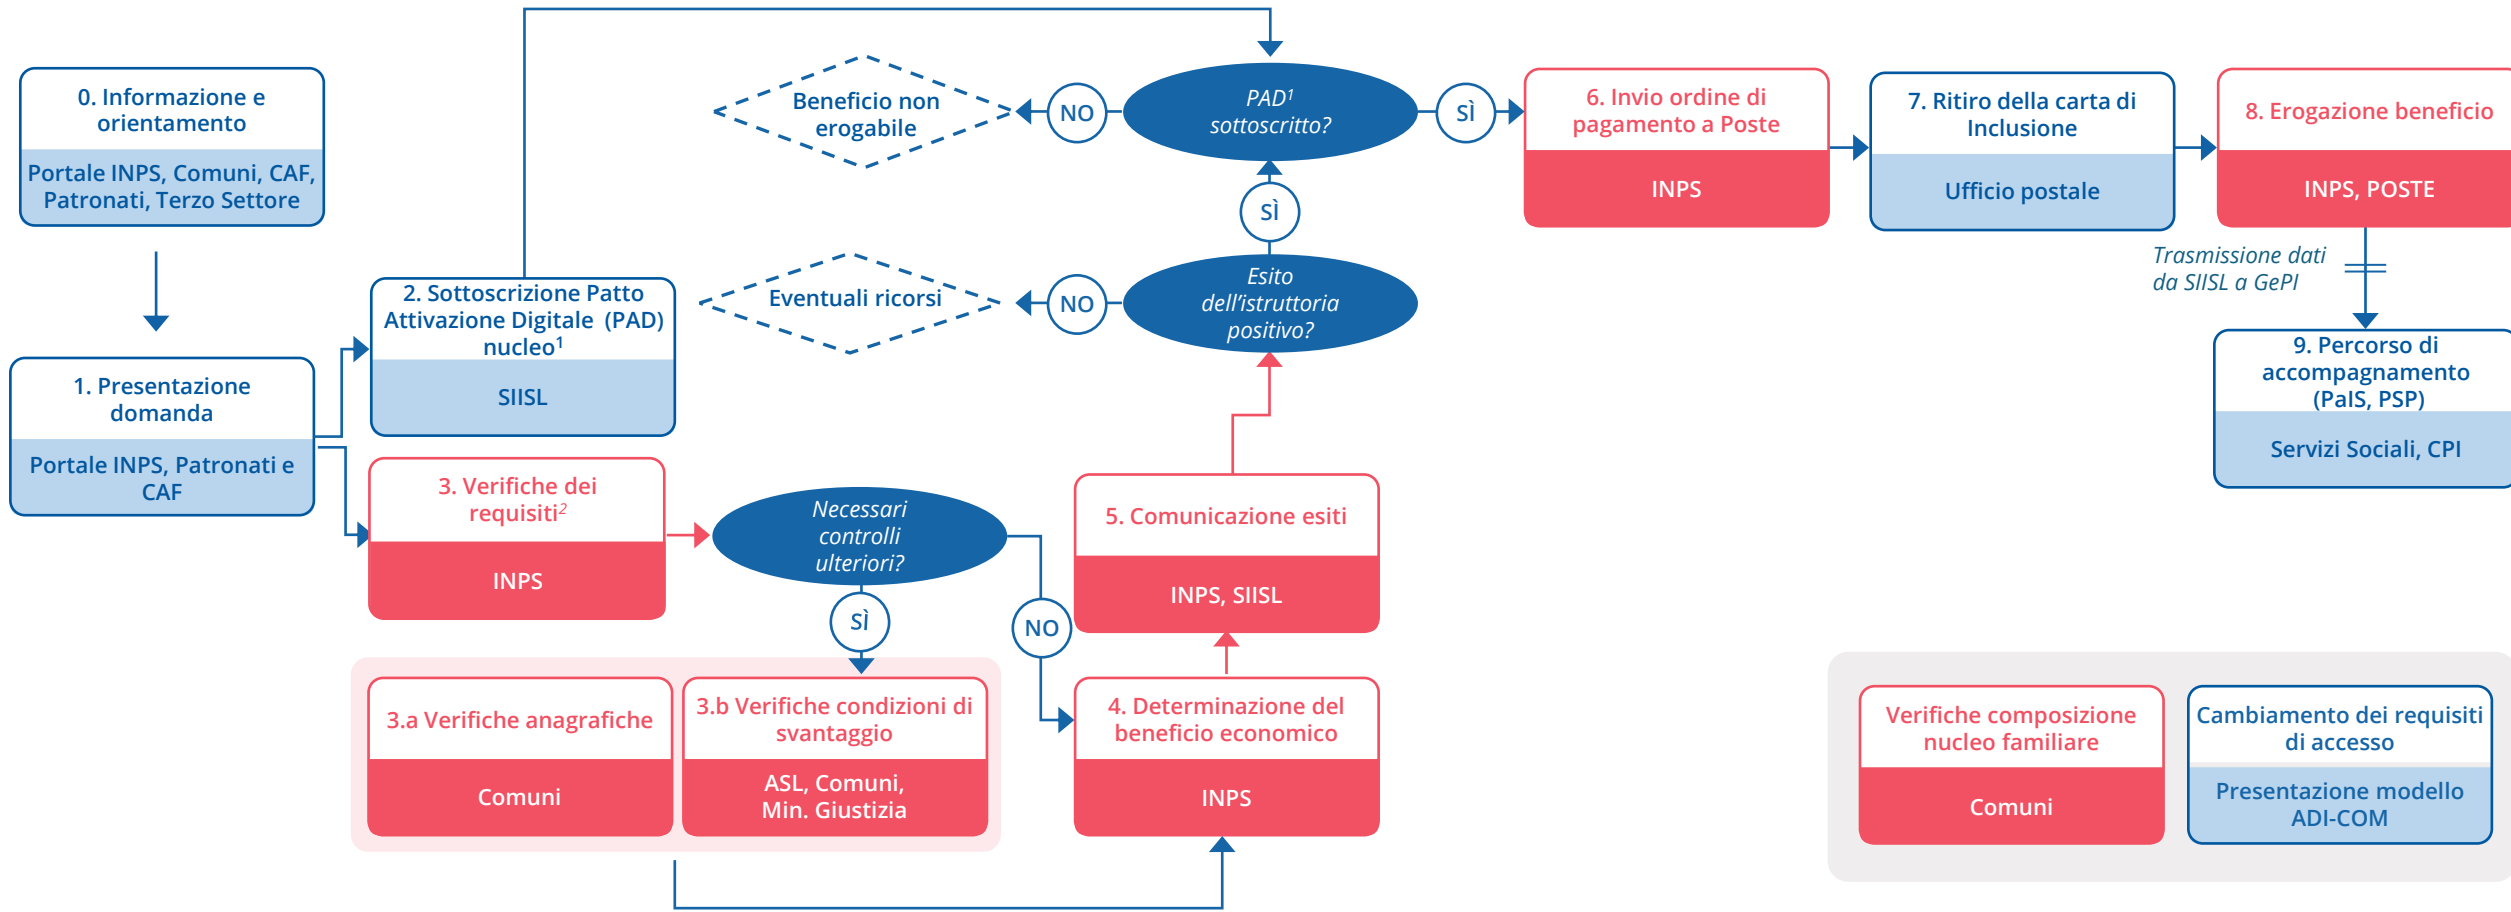 0. Informazione e
orientamento
Portale INPS, Comuni, CAF,
Patronati, Terzo Settore
1. Presentazione
domanda
Portale INPS, Patronati e
CAF
2. Sottoscrizione Patto
Attivazione Digitale (PAD)
nucleo¹
SIISL
3. Verifiche dei
requisiti²
INPS
Necessari
controlli
ulteriori?
SÌ
NO
3.a Verifiche anagrafiche
Comuni
3.b Verifiche condizioni di
svantaggio
ASL, Comuni,
Min. Giustizia
4. Determinazione del
beneficio economico
INPS
5. Comunicazione esiti
INPS, SIISL
Esito
dell’istruttoria
positivo?
NO
Eventuali ricorsi
SÌ
PAD¹
sottoscritto?
NO
Beneficio non
erogabile
SÌ
6. Invio ordine di
pagamento a Poste
INPS
7. Ritiro della carta di
Inclusione
Ufficio postale
8. Erogazione beneficio
INPS, POSTE
Trasmissione dati
da SIISL a GePI
9. Percorso di
accompagnamento
(PaIS, PSP)
Servizi Sociali, CPI
Verifiche composizione
nucleo familiare
Comuni
Cambiamento dei requisiti
di accesso
Presentazione modello
ADI-COM